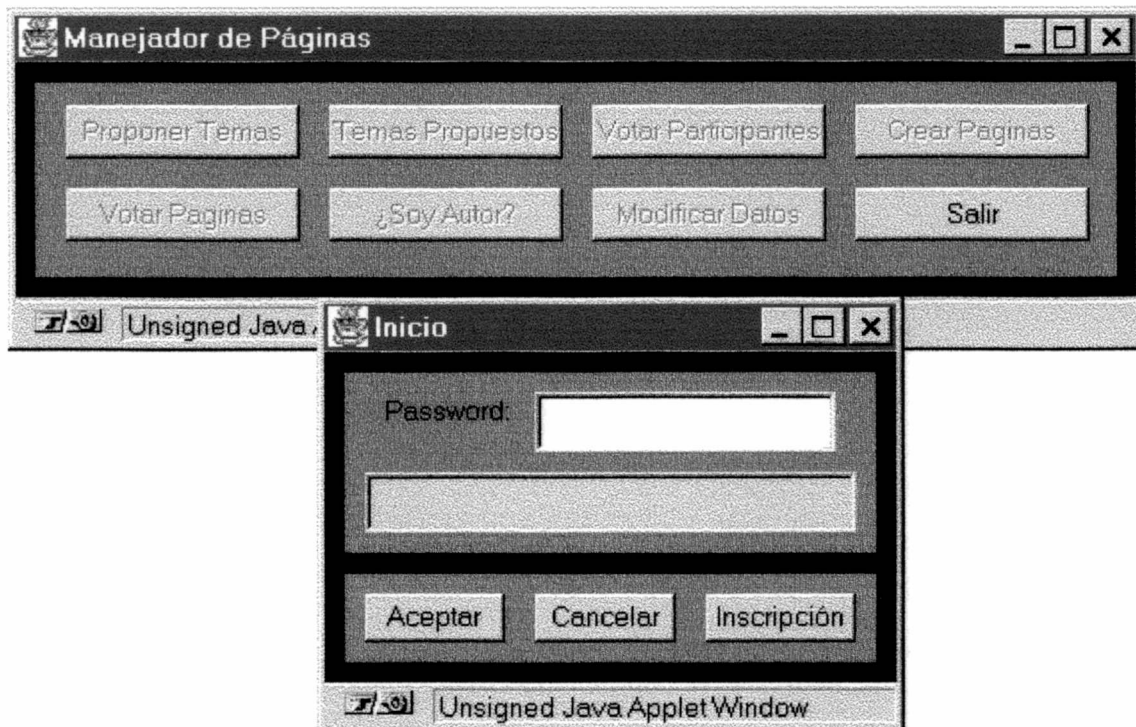 Manejador de Páginas
Proponer Temas Temas Propuestos Votar Participantes Crear Paginas
Votar Paginas ¿Soy Autor? Modificar Datos Salir
Unsigned Java
Inicio
Password:
Aceptar Cancelar Inscripción
Unsigned Java Applet Window